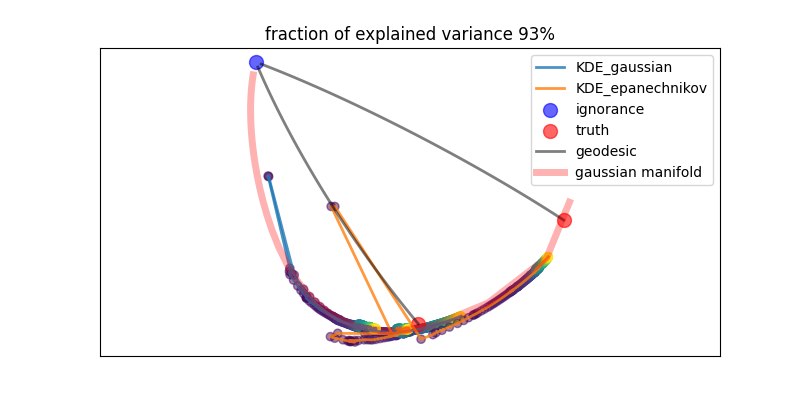 fraction of explained variance 93%
KDE_gaussian
KDE_epanechnikov
ignorance
truth
geodesic
gaussian manifold